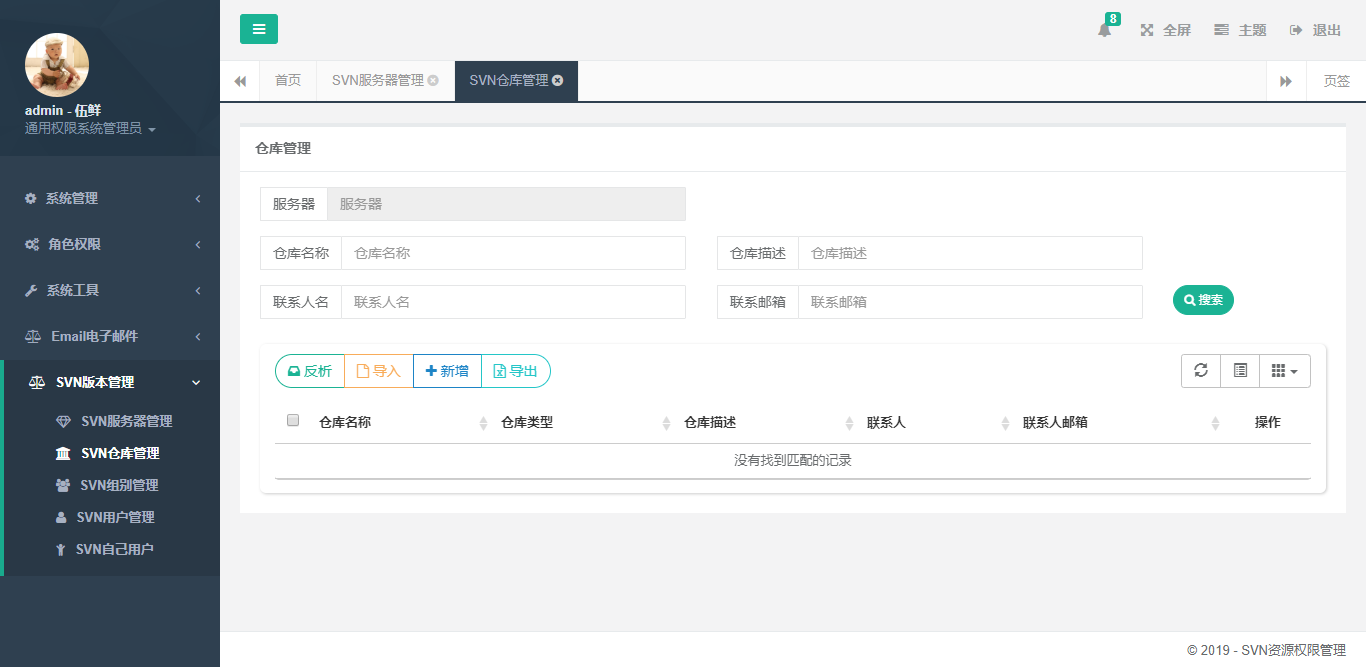 admin - 伍鲜
通用权限系统管理员
系统管理
角色权限
系统工具
Email电子邮件
SVN版本管理
SVN服务器管理
SVN仓库管理
SVN组别管理
SVN用户管理
SVN自己用户
8
全屏 主题 退出
首页 SVN服务器管理 SVN仓库管理 页签
仓库管理
服务器 服务器
仓库名称 仓库名称 仓库描述 仓库描述
联系人名 联系人名 联系邮箱 联系邮箱 搜索
反析 导入 新增 导出
仓库名称 仓库类型 仓库描述 联系人 联系人邮箱 操作
没有找到匹配的记录
© 2019 - SVN资源权限管理